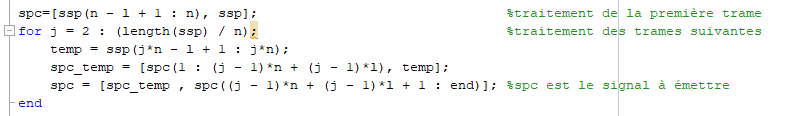 spc=[ssp(n - l + 1 : n), ssp]; %traitement de la première trame
for j = 2 : (length(ssp) / n); %traitement des trames suivantes
temp = ssp(j*n - l + 1 : j*n);
spc_temp = [spc(1 : (j - 1)*n + (j - 1)*l), temp];
spc = [spc_temp , spc((j - 1)*n + (j - 1)*l + 1 : end)]; %spc est le signal à émettre
end